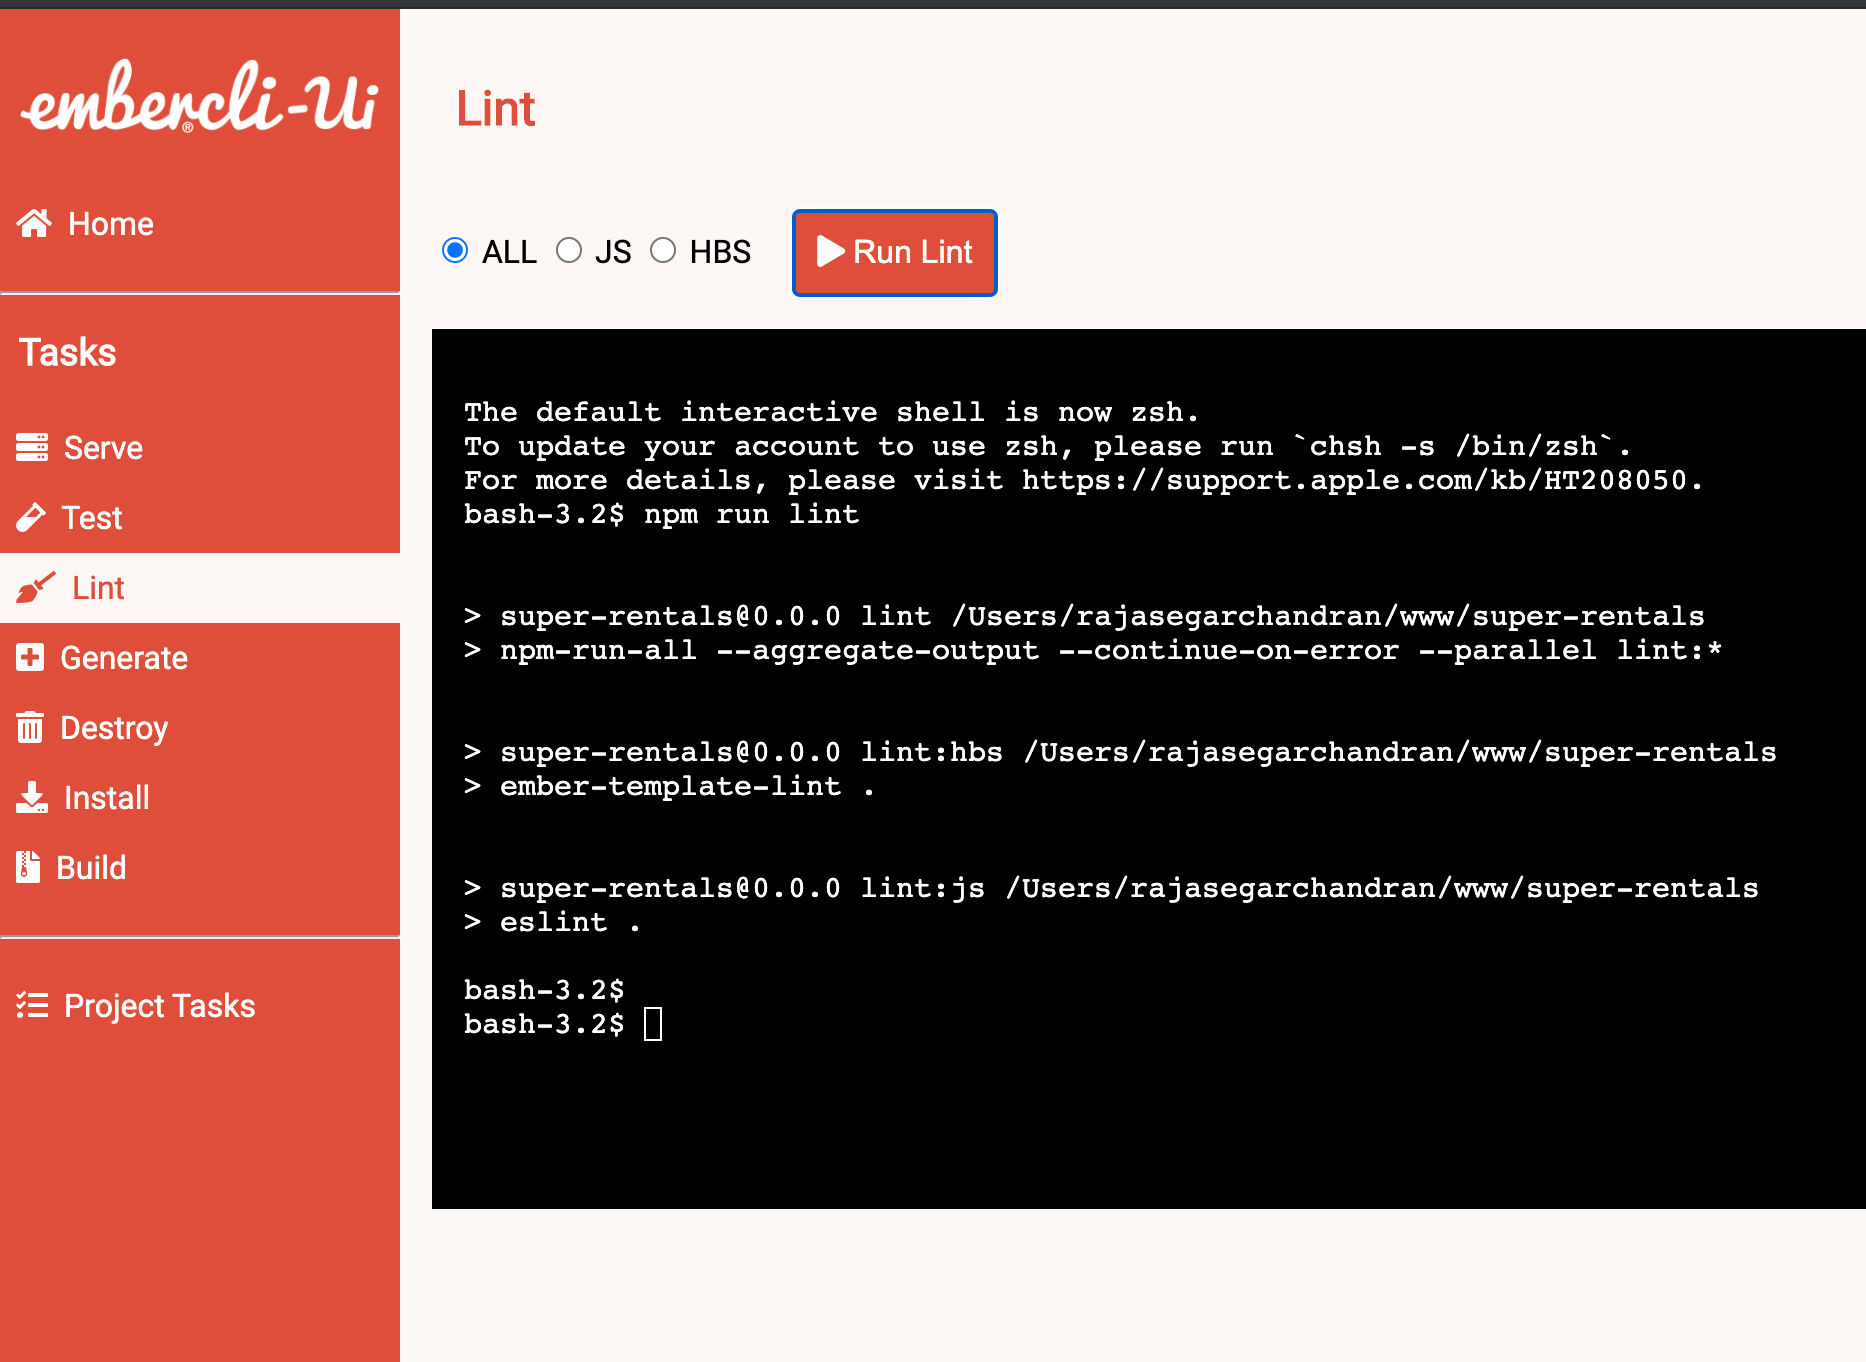 embercli-Ui
®
Home
Tasks
Serve
Test
Lint
Generate
Destroy
Install
Build
Project Tasks
Lint
ALL JS HBS Run Lint
The default interactive shell is now zsh.
To update your account to use zsh, please run `chsh -s /bin/zsh`.
For more details, please visit https://support.apple.com/kb/HT208050.
bash-3.2$ npm run lint
> super-rentals@0.0.0 lint /Users/rajasegarchandran/www/super-rentals
> npm-run-all --aggregate-output --continue-on-error --parallel lint:*
> super-rentals@0.0.0 lint:hbs /Users/rajasegarchandran/www/super-rentals
> ember-template-lint .
> super-rentals@0.0.0 lint:js /Users/rajasegarchandran/www/super-rentals
> eslint .
bash-3.2$
bash-3.2$